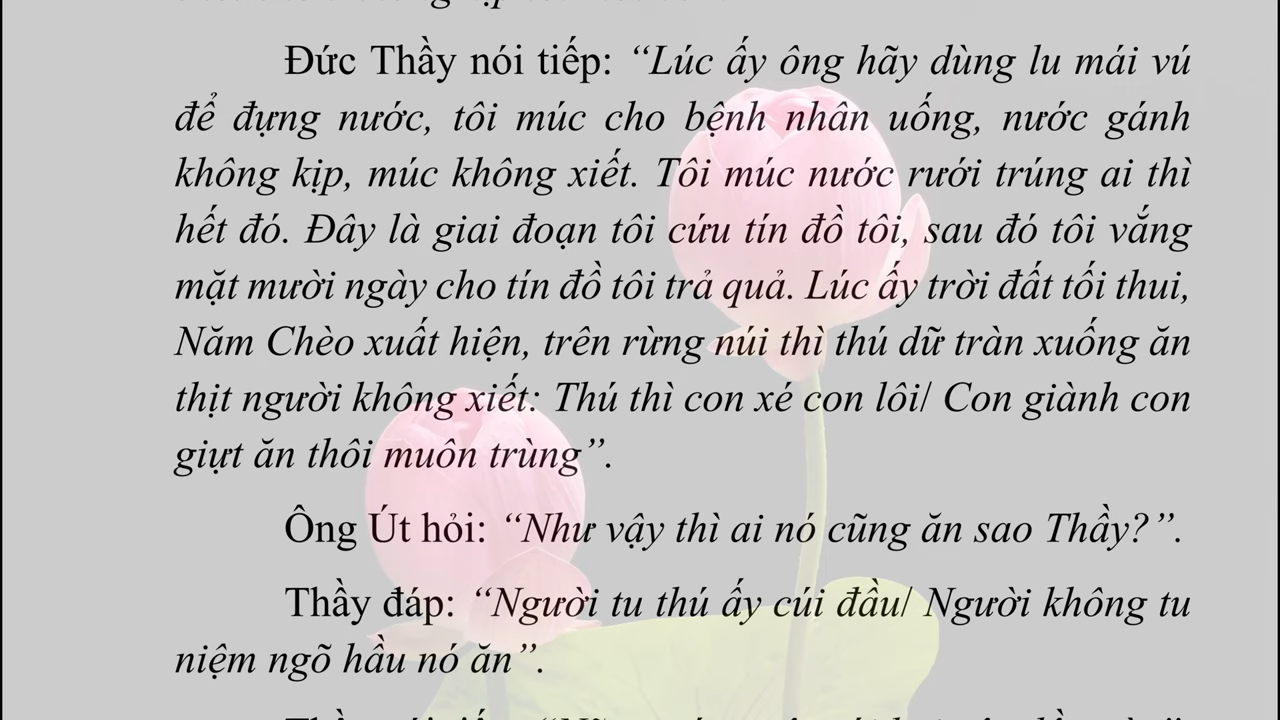 Đức Thầy nói tiếp: “Lúc ấy ông hãy dùng lu mái vú
để đựng nước, tôi múc cho bệnh nhân uống, nước gánh
không kịp, múc không xiết. Tôi múc nước rưới trúng ai thì
hết đó. Đây là giai đoạn tôi cứu tín đồ tôi, sau đó tôi vắng
mặt mười ngày cho tín đồ tôi trả quả. Lúc ấy trời đất tối thui,
Năm Chèo xuất hiện, trên rừng núi thì thú dữ tràn xuống ăn
thịt người không xiết: Thú thì con xé con lôi/ Con giành con
giựt ăn thôi muôn trùng”.
Ông Út hỏi: “Như vậy thì ai nó cũng ăn sao Thầy?”.
Thầy đáp: “Người tu thú ấy cúi đầu/ Người không tu
niệm ngõ hầu nó ăn”.